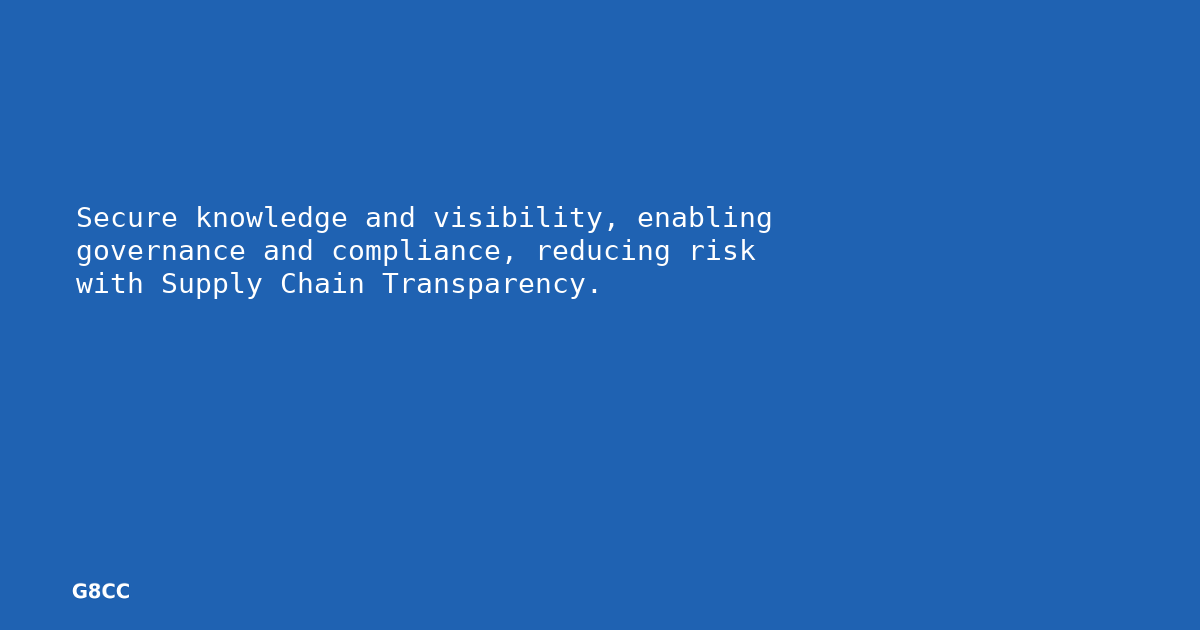 Secure knowledge and visibility, enabling
governance and compliance, reducing risk
with Supply Chain Transparency.
G8CC